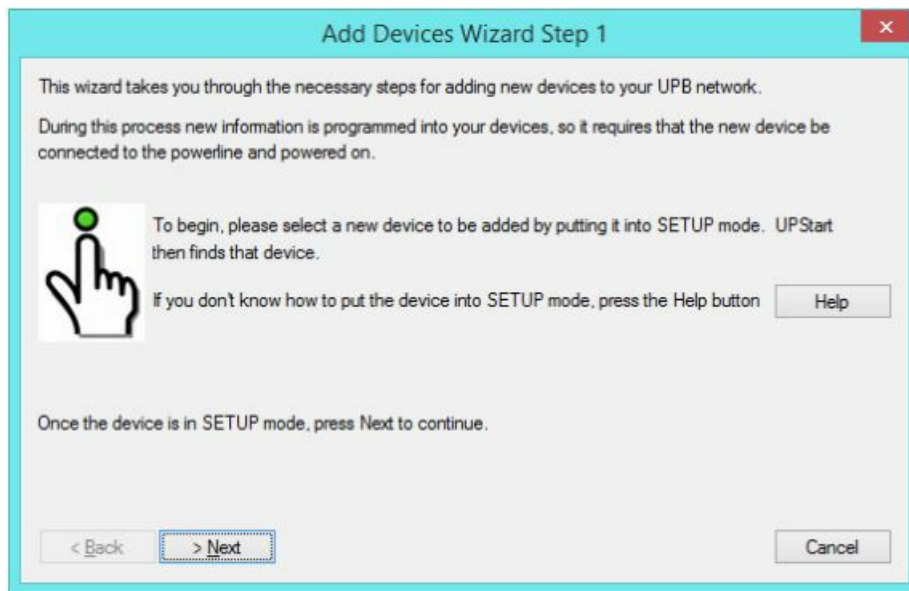 Add Devices Wizard Step 1
This wizard takes you through the necessary steps for adding new devices to your UPB network.
During this process new information is programmed into your devices, so it requires that the new device be
connected to the powerline and powered on.
To begin, please select a new device to be added by putting it into SETUP mode. UPStart
then finds that device.
If you don't know how to put the device into SETUP mode, press the Help button
Help
Once the device is in SETUP mode, press Next to continue.
< Back
> Next
Cancel